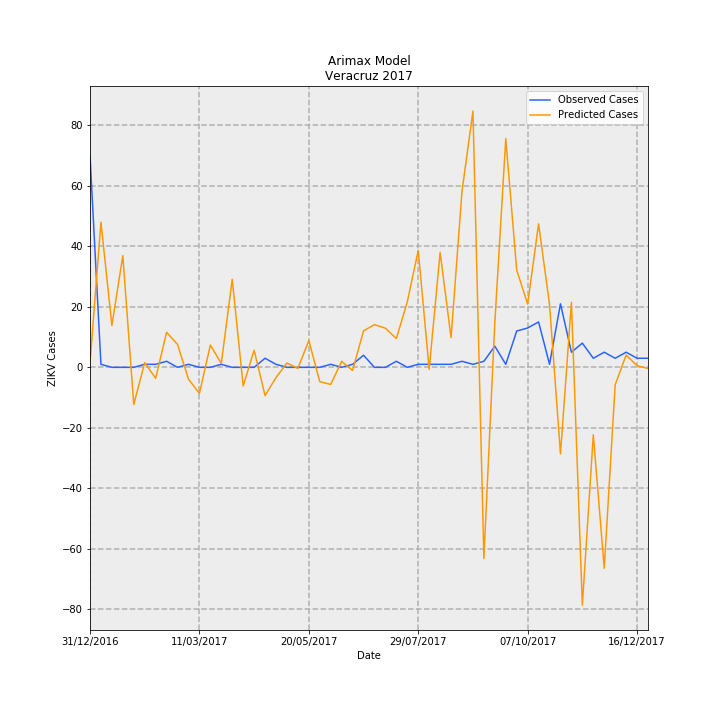 Arimax Model
Veracruz 2017
Observed Cases
Predicted Cases
80
60
40
20
0
−20
−40
−60
−80
ZIKV Cases
31/12/2016 11/03/2017 20/05/2017 29/07/2017 07/10/2017 16/12/2017
Date